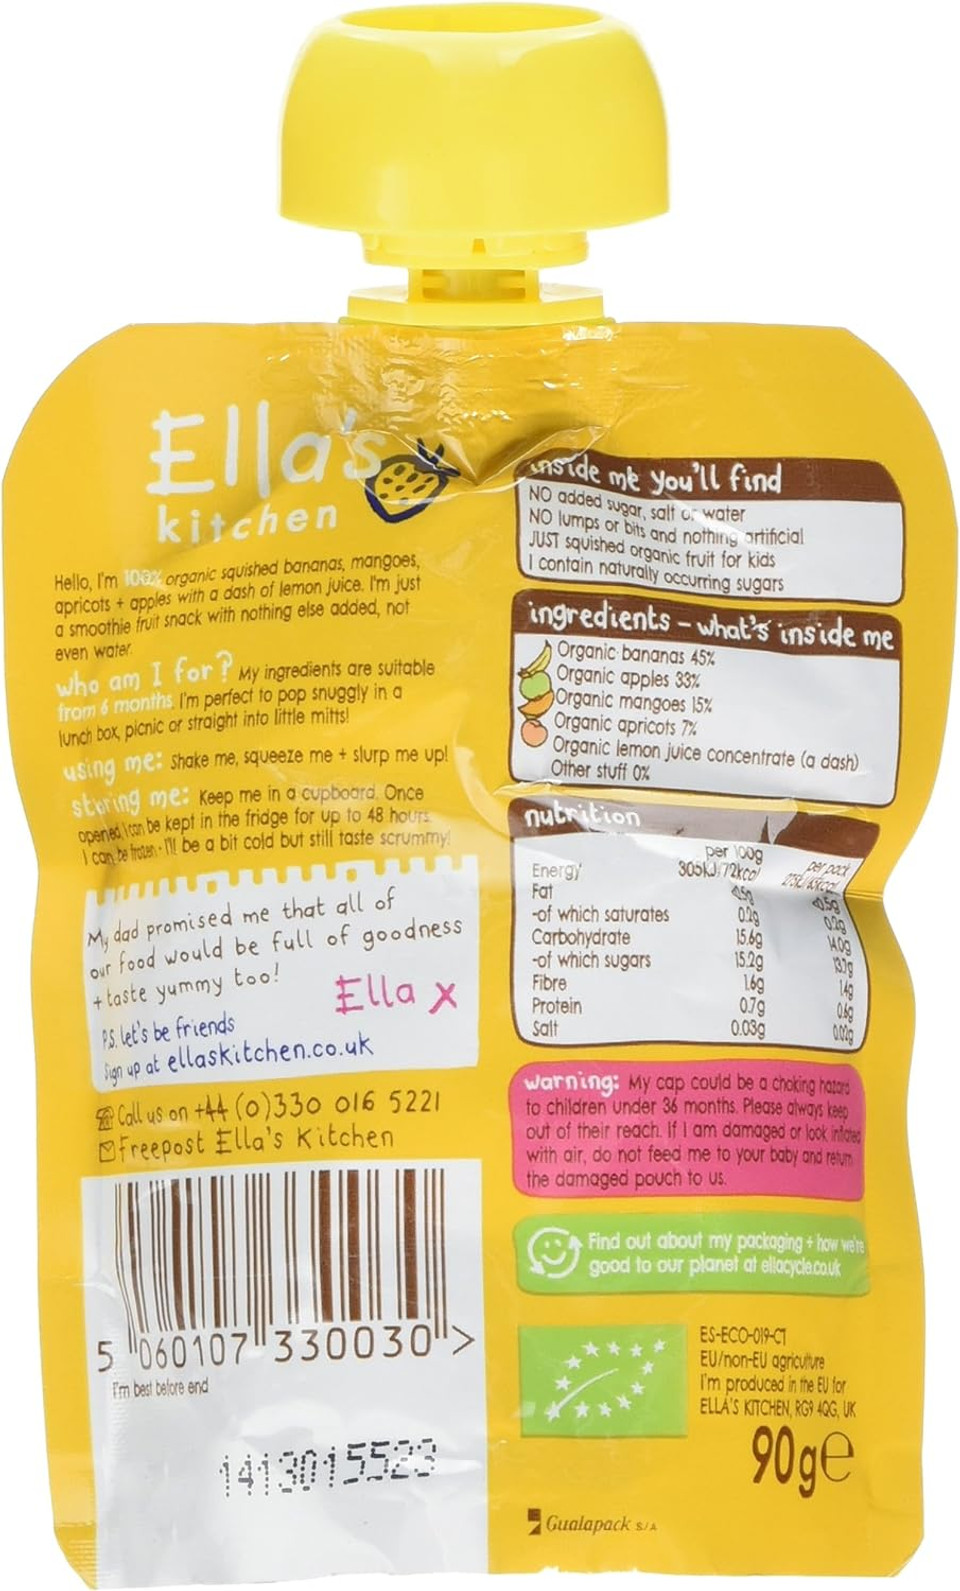 Ella's
kitchen
Hello, I'm 100% organic squished bananas, mangoes,
apricots + apples with a dash of lemon juice. I'm just
a smoothie fruit snack with nothing else added, not
even water.
who am I for? My ingredients are suitable
from 6 months. I'm perfect to pop snuggly in a
lunch box, picnic or straight into little mitts!
using me: Shake me, squeeze me + slurp me up!
storing me: Keep me in a cupboard. Once
opened, I can be kept in the fridge for up to 48 hours.
I can be frozen - I'll be a bit cold but still taste scrummy!
My dad promised me that all of
our food would be full of goodness
+ taste yummy too!
Ella x
P.S. let's be friends
Sign up at ellaskitchen.co.uk
Call us on +44 (0)330 016 5221
Freepost Ella's Kitchen
5 060107 330030 >
I'm best before end
1413015523
inside me you'll find
NO added sugar, salt or water
NO lumps or bits and nothing artificial
JUST squished organic fruit for kids
I contain naturally occurring sugars
ingredients - what's inside me
Organic bananas 45%
Organic apples 33%
Organic mangoes 15%
Organic apricots 7%
Organic lemon juice concentrate (a dash)
Other stuff 0%
nutrition
per 100g per pack
Energy 305kJ/72kcal 275kJ/65kcal
Fat <0.5g
-of which saturates 0.2g 0.2g
Carbohydrate 15.6g 14.0g
-of which sugars 15.2g 13.7g
Fibre 1.6g 1.4g
Protein 0.7g 0.6g
Salt 0.03g 0.02g
warning: My cap could be a choking hazard
to children under 36 months. Please always keep
out of their reach. If I am damaged or look inflated
with air, do not feed me to your baby and return
the damaged pouch to us.
Find out about my packaging + how we're
good to our planet at ellacycle.co.uk
ES-ECO-019-CT
EU/non-EU agriculture
I'm produced in the EU for
ELLA'S KITCHEN, RG9 4QG, UK
90g℮
Gualapack S/A